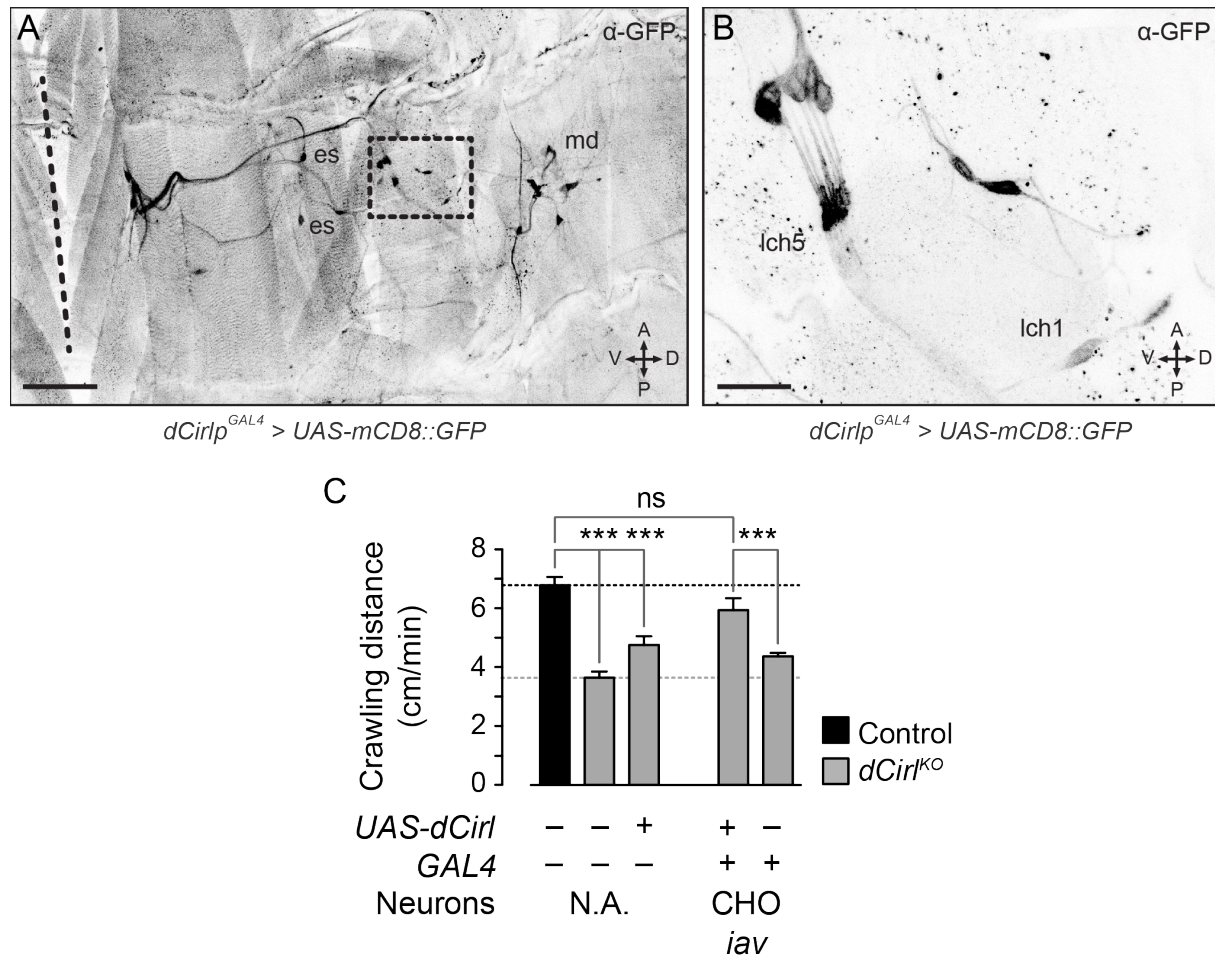 A
α-GFP
es
es
md
A
V D
P
dCirlp^GAL4 > UAS-mCD8::GFP
B
α-GFP
lch5
lch1
A
V D
P
dCirlp^GAL4 > UAS-mCD8::GFP
C
ns
*** *** ***
Crawling distance
(cm/min)
8
6
4
2
0
Control
dCirl^KO
UAS-dCirl – – + + –
GAL4 – – – + +
Neurons N.A. CHO
iav